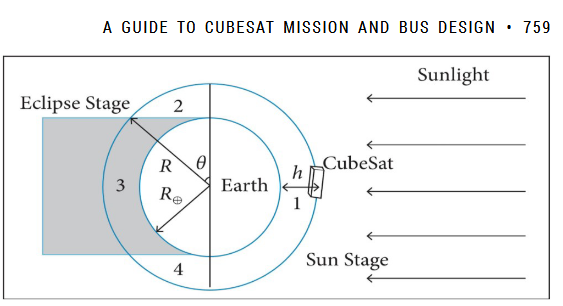 A GUIDE TO CUBESAT MISSION AND BUS DESIGN • 759
Sunlight
Eclipse Stage
2
R
θ
Earth
h
CubeSat
3
R⊕
1
Sun Stage
4